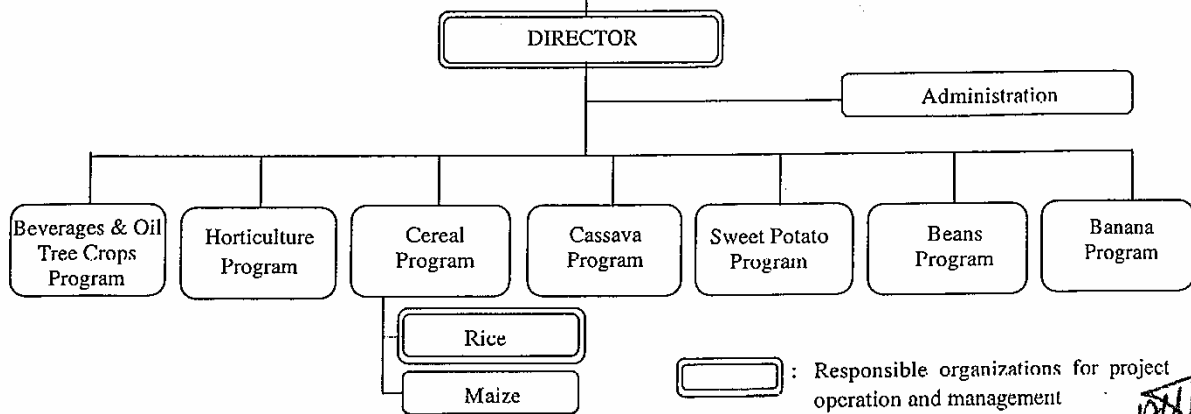 DIRECTOR
Administration
Beverages & Oil
Tree Crops
Program
Horticulture
Program
Cereal
Program
Cassava
Program
Sweet Potato
Program
Beans
Program
Banana
Program
Rice
Maize
: Responsible organizations for project
operation and management